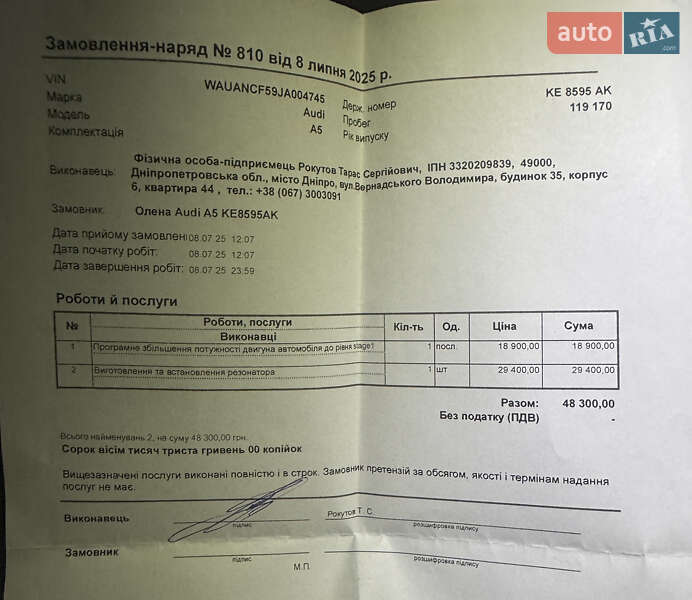 auto RIA.com
Замовлення-наряд № 810 від 8 липня 2025 р.
VIN WAUANCF59JA004745 Держ. номер KE 8595 AK
Марка Audi Пробег 119 170
Модель A5 Рік випуску
Комплектація
Виконавець: Фізична особа-підприємець Рокутов Тарас Сергійович, ІПН 3320209839, 49000,
Дніпропетровська обл., місто Дніпро, вул.Вернадського Володимира, будинок 35, корпус
6, квартира 44 , тел.: +38 (067) 3003091
Замовник: Олена Audi A5 KE8595AK
Дата прийому замовлені 08.07.25 12:07
Дата початку робіт: 08.07.25 12:07
Дата завершення робіт: 08.07.25 23:59
Роботи й послуги
№ Роботи, послуги Кіл-ть Од. Ціна Сума
Виконавці
1 Програмне збільшення потужності двигуна автомобіля до рівня stage1 1 посл. 18 900,00 18 900,00
2 Виготовлення та встановлення резонатора 1 шт 29 400,00 29 400,00
Разом: 48 300,00
Без податку (ПДВ) -
Всього найменувань 2, на суму 48 300,00 грн.
Сорок вісім тисяч триста гривень 00 копійок
Вищезазначені послуги виконані повністю і в строк. Замовник претензій за обсягом, якості і термінам надання
послуг не має.
Виконавець Рокутов Т. С.
підпис розшифровка підпису
Замовник
підпис розшифровка підпису
М.П.